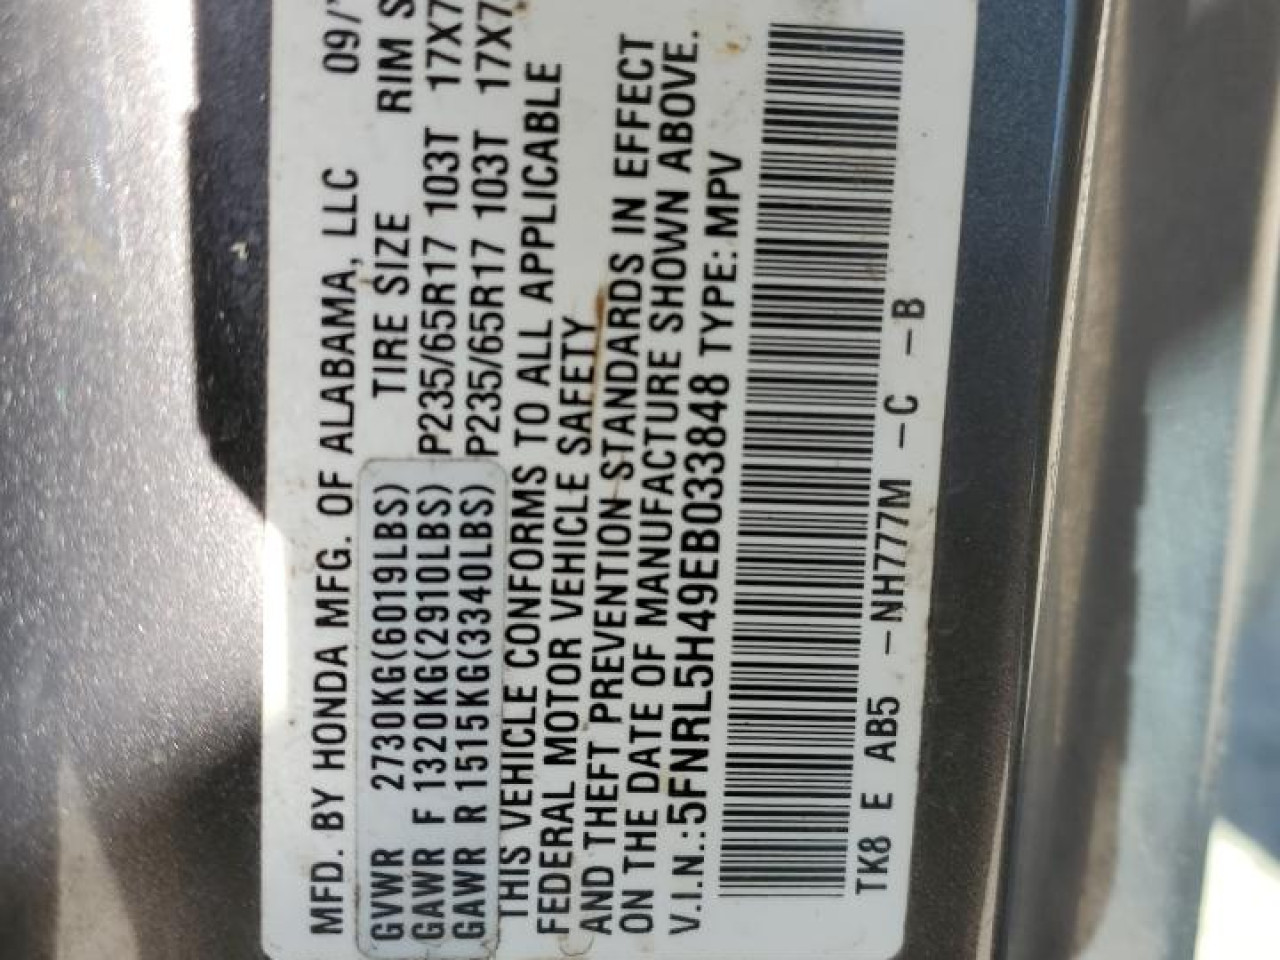 MFD. BY HONDA MFG. OF ALABAMA, LLC 09/
TIRE SIZE RIM S
GVWR 2730KG(6019LBS)
GAWR F 1320KG(2910LBS) P235/65R17 103T 17X7
GAWR R 1515KG(3340LBS) P235/65R17 103T 17X7
THIS VEHICLE CONFORMS TO ALL APPLICABLE
FEDERAL MOTOR VEHICLE SAFETY
AND THEFT PREVENTION STANDARDS IN EFFECT
ON THE DATE OF MANUFACTURE SHOWN ABOVE.
V.I.N.:5FNRL5H49EB033848 TYPE: MPV
TK8 E AB5 -NH777M -C -B